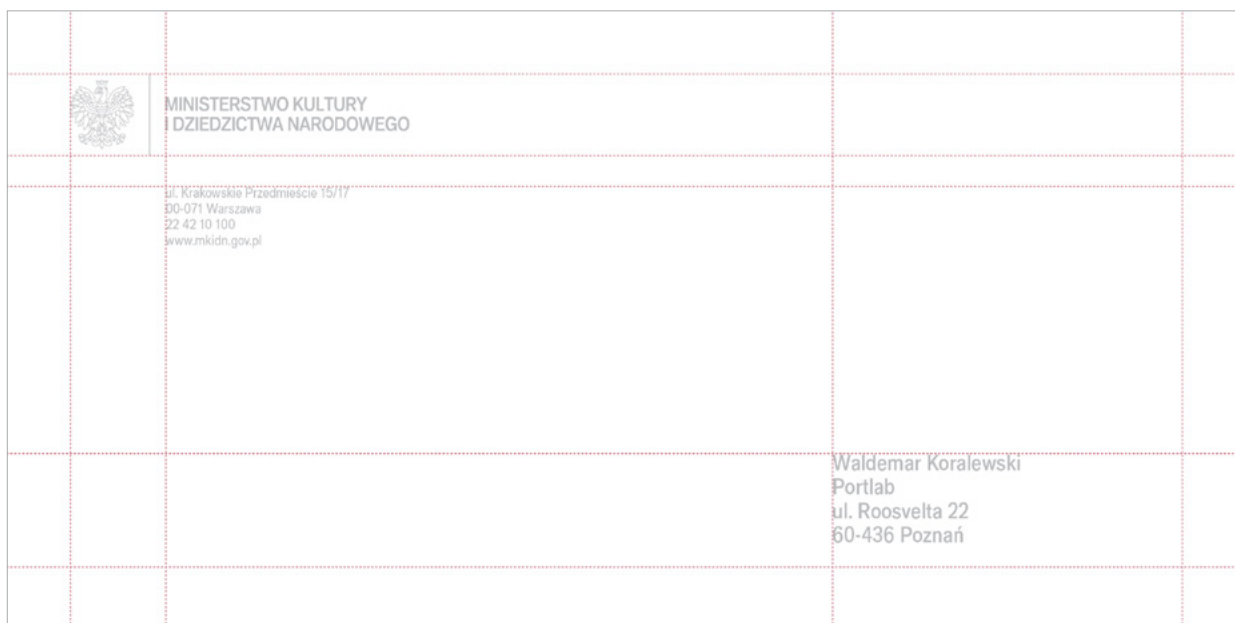 MINISTERSTWO KULTURY
I DZIEDZICTWA NARODOWEGO
ul. Krakowskie Przedmieście 15/17
00-071 Warszawa
22 42 10 100
www.mkidn.gov.pl
Waldemar Koralewski
Portlab
ul. Roosvelta 22
60-436 Poznań